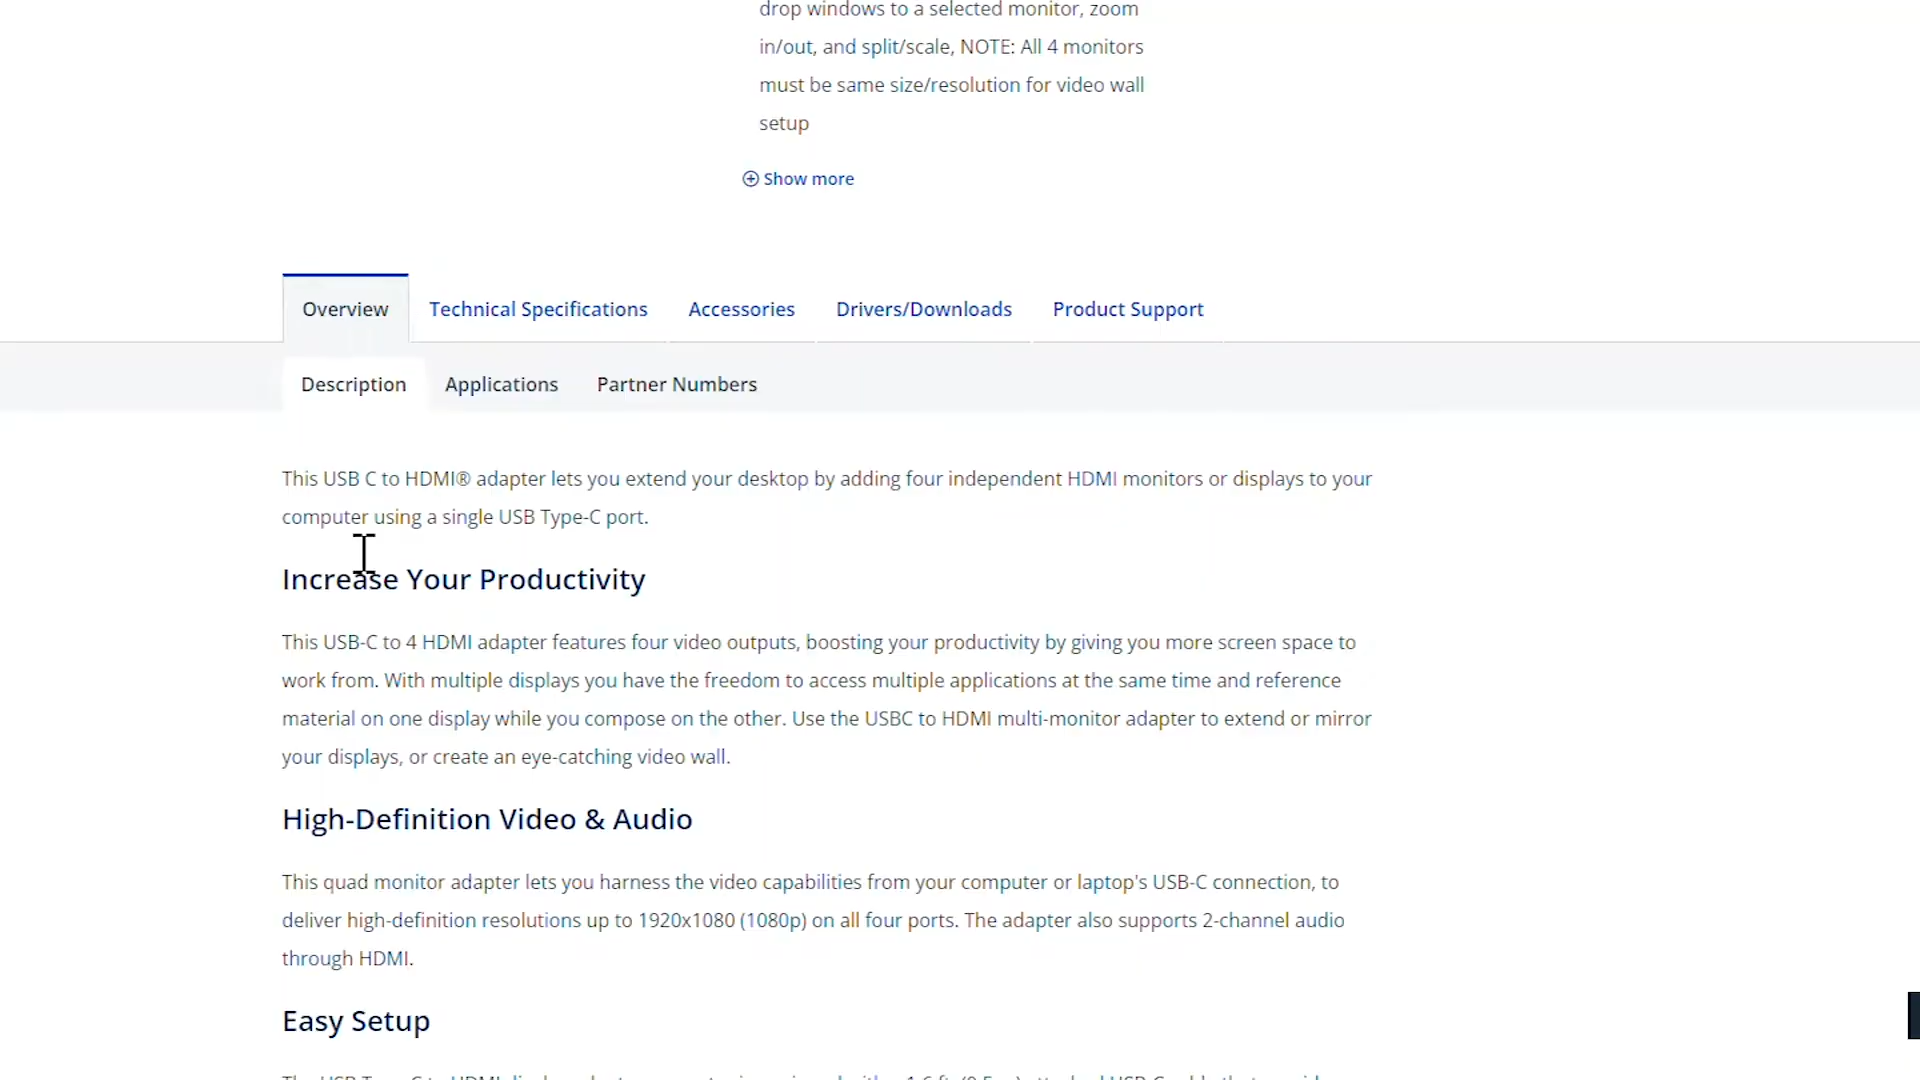 drop windows to a selected monitor, zoom
in/out, and split/scale, NOTE: All 4 monitors
must be same size/resolution for video wall
setup
Show more
Overview Technical Specifications Accessories Drivers/Downloads Product Support
Description Applications Partner Numbers
This USB C to HDMI® adapter lets you extend your desktop by adding four independent HDMI monitors or displays to your
computer using a single USB Type-C port.
Increase Your Productivity
This USB-C to 4 HDMI adapter features four video outputs, boosting your productivity by giving you more screen space to
work from. With multiple displays you have the freedom to access multiple applications at the same time and reference
material on one display while you compose on the other. Use the USBC to HDMI multi-monitor adapter to extend or mirror
your displays, or create an eye-catching video wall.
High-Definition Video & Audio
This quad monitor adapter lets you harness the video capabilities from your computer or laptop's USB-C connection, to
deliver high-definition resolutions up to 1920x1080 (1080p) on all four ports. The adapter also supports 2-channel audio
through HDMI.
Easy Setup